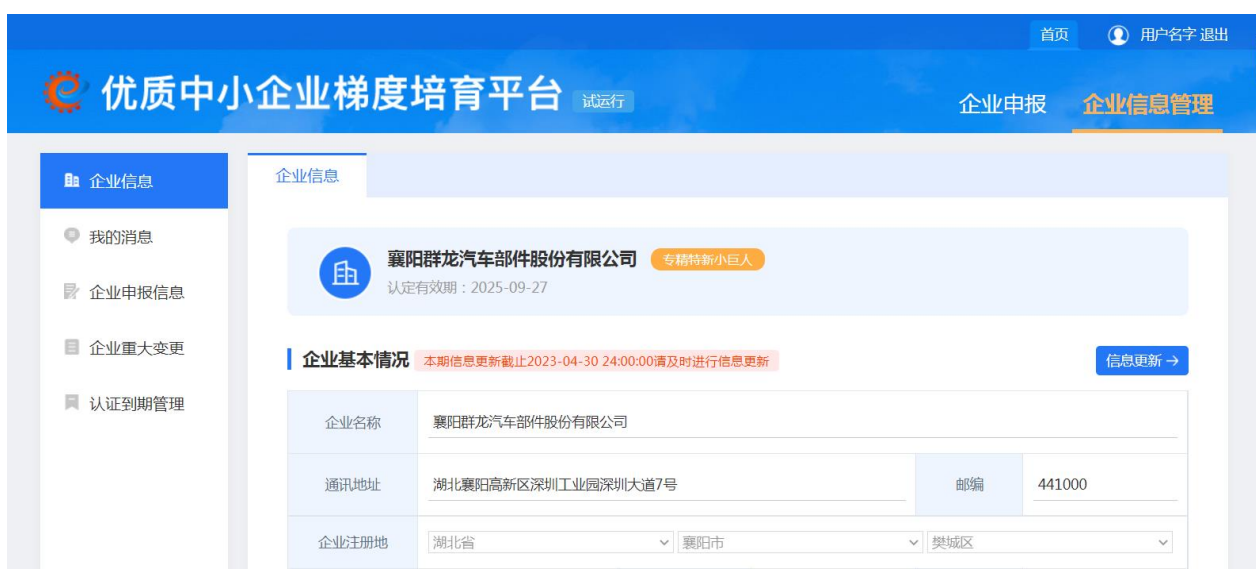 首页 用户名字 退出
优质中小企业梯度培育平台 试运行
企业申报 企业信息管理
企业信息
我的消息
企业申报信息
企业重大变更
认证到期管理
企业信息
襄阳群龙汽车部件股份有限公司 专精特新小巨人
认定有效期：2025-09-27
企业基本情况 本期信息更新截止2023-04-30 24:00:00请及时进行信息更新 信息更新→
企业名称 襄阳群龙汽车部件股份有限公司
通讯地址 湖北襄阳高新区深圳工业园深圳大道7号 邮编 441000
企业注册地 湖北省 襄阳市 樊城区